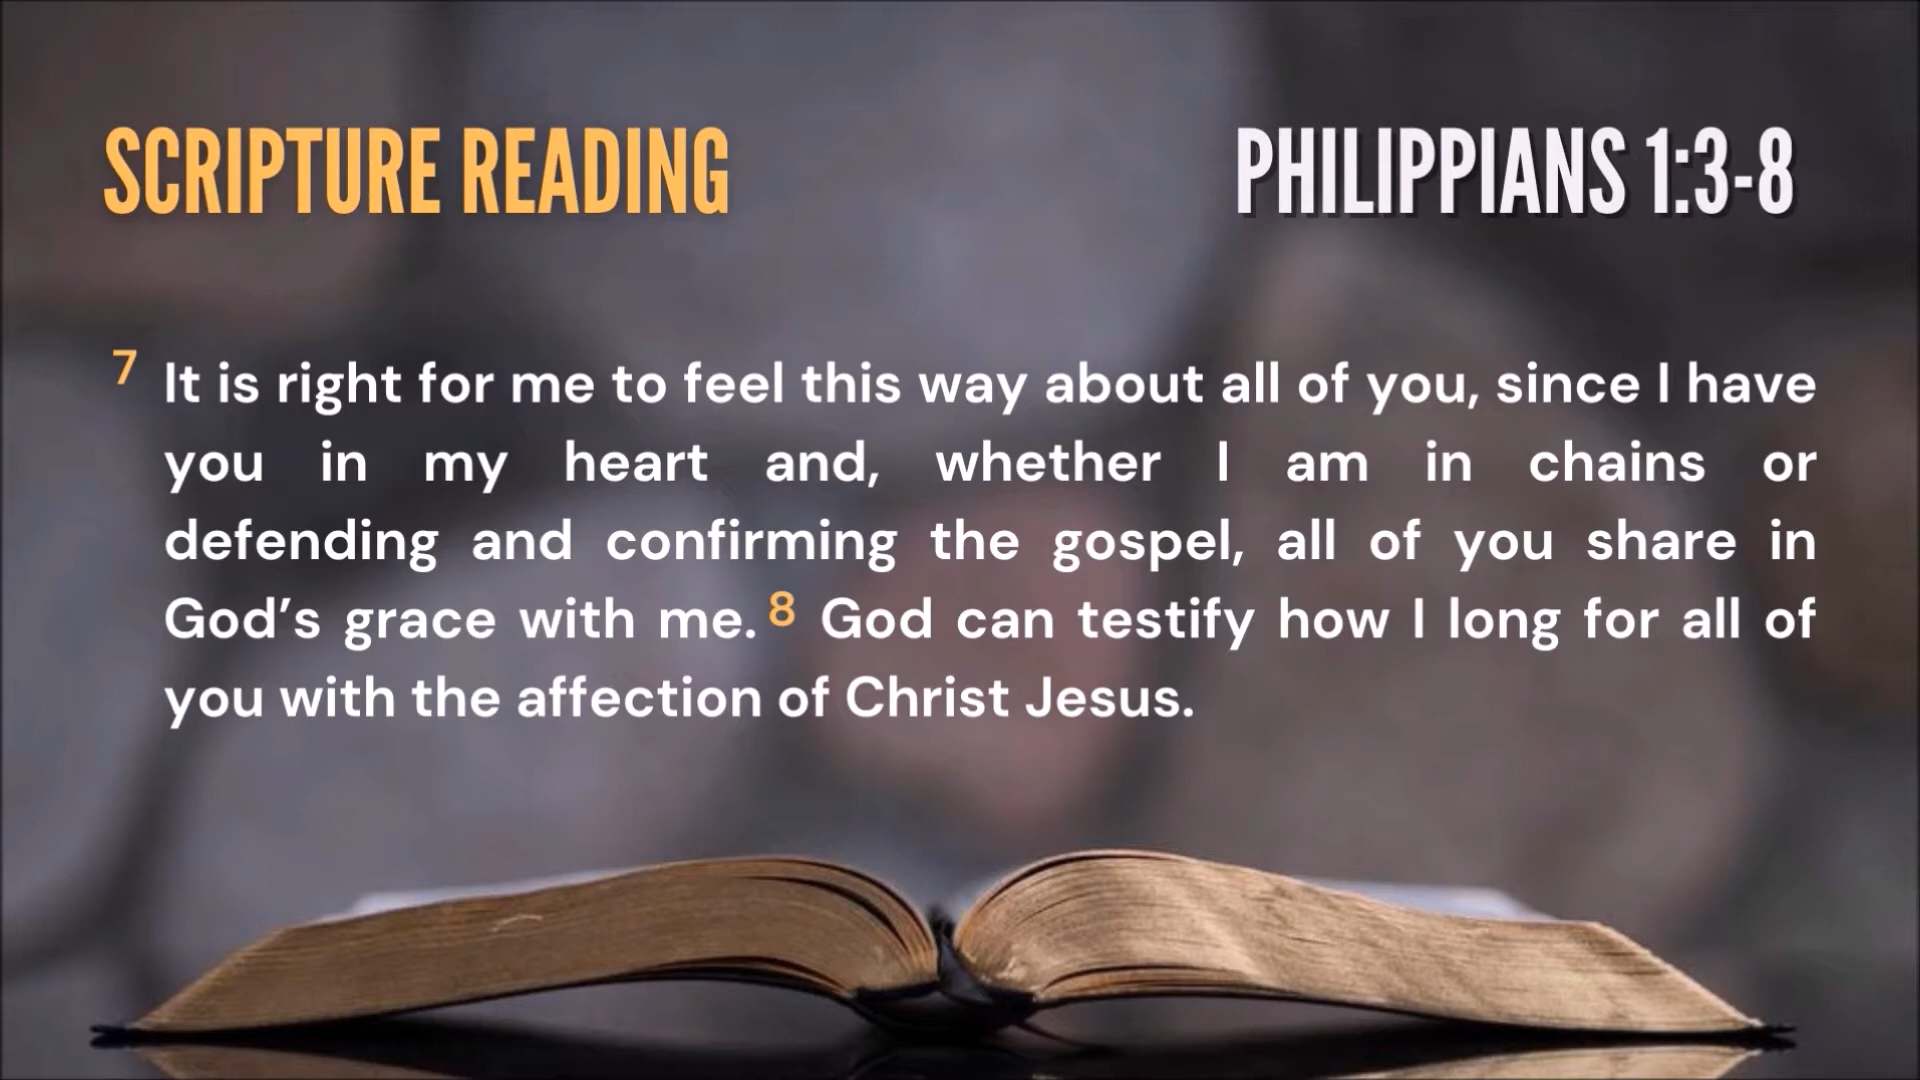 SCRIPTURE READING
PHILIPPIANS 1:3-8
7 It is right for me to feel this way about all of you, since I have
you in my heart and, whether I am in chains or
defending and confirming the gospel, all of you share in
God’s grace with me. 8 God can testify how I long for all of
you with the affection of Christ Jesus.